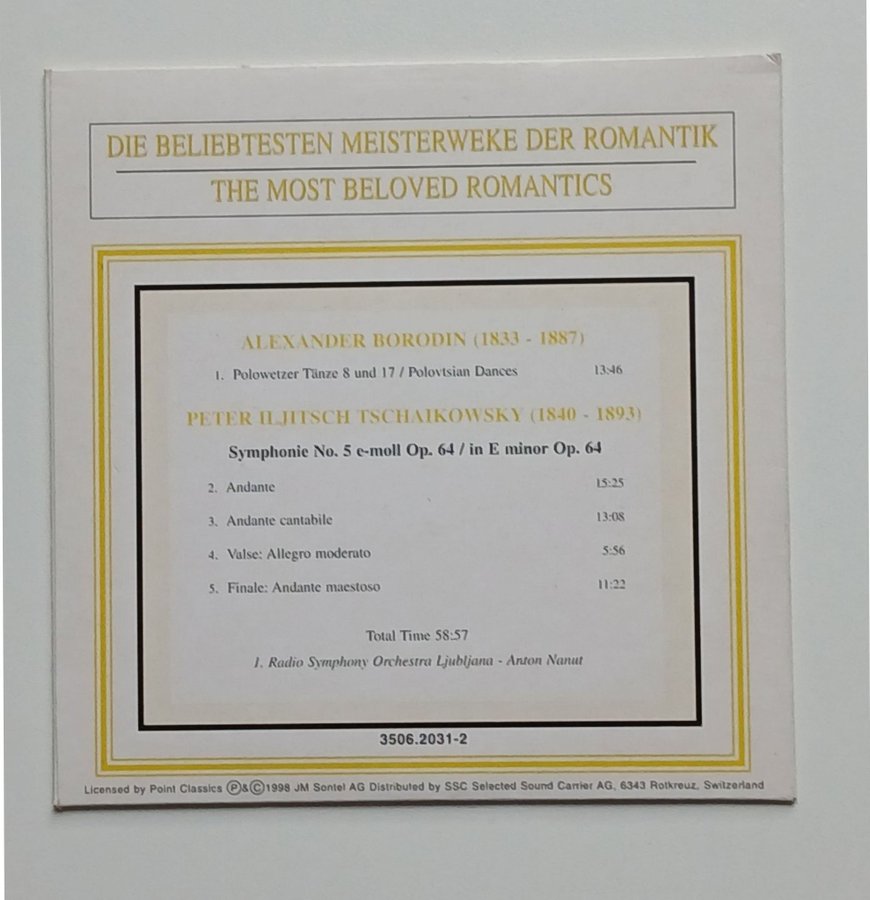 DIE BELIEBTESTEN MEISTERWEKE DER ROMANTIK
THE MOST BELOVED ROMANTICS
ALEXANDER BORODIN (1833 - 1887)
1. Polowetzer Tänze 8 und 17 / Polovtsian Dances 13:46
PETER ILJITSCH TSCHAIKOWSKY (1840 - 1893)
Symphonie No. 5 e-moll Op. 64 / in E minor Op. 64
2. Andante 15:25
3. Andante cantabile 13:08
4. Valse: Allegro moderato 5:56
5. Finale: Andante maestoso 11:22
Total Time 58:57
1. Radio Symphony Orchestra Ljubljana - Anton Nanut
3506.2031-2
Licensed by Point Classics Ⓟ&Ⓒ1998 JM Sontel AG Distributed by SSC Selected Sound Carrier AG, 6343 Rotkreuz, Switzerland